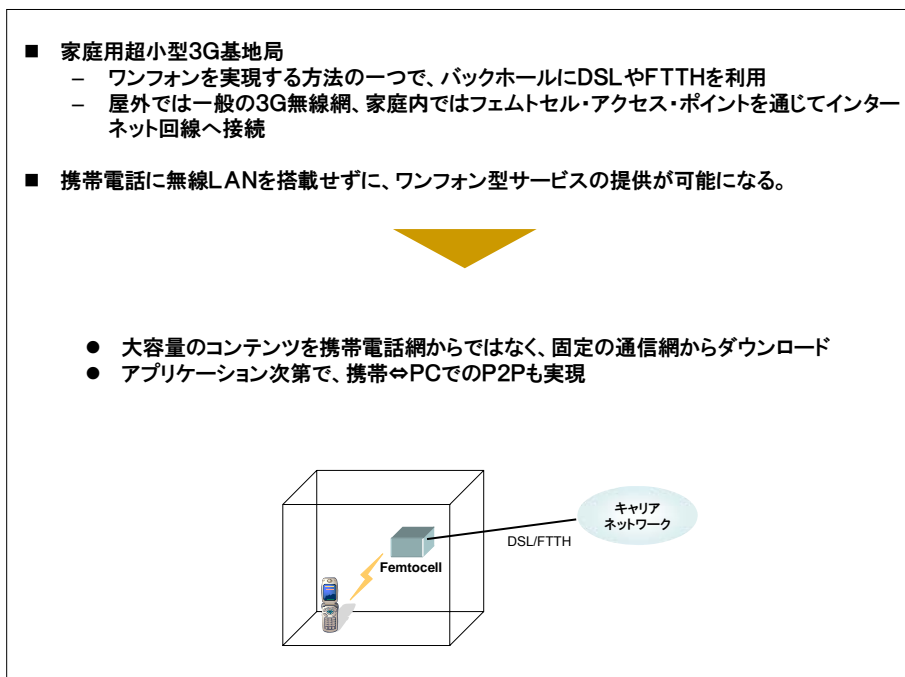 ■ 家庭用超小型3G基地局
– ワンフォンを実現する方法の一つで、バックホールにDSLやFTTHを利用
– 屋外では一般の3G無線網、家庭内ではフェムトセル・アクセス・ポイントを通じてインター
ネット回線へ接続
■ 携帯電話に無線LANを搭載せずに、ワンフォン型サービスの提供が可能になる。
● 大容量のコンテンツを携帯電話網からではなく、固定の通信網からダウンロード
● アプリケーション次第で、携帯⇔PCでのP2Pも実現
キャリア
ネットワーク
DSL/FTTH
Femtocell